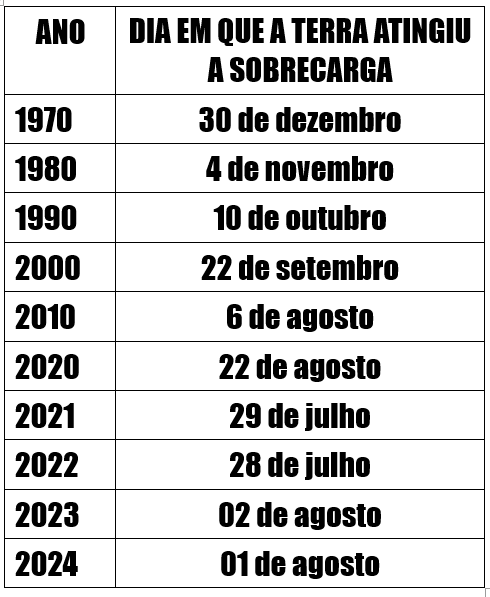 ANO
DIA EM QUE A TERRA ATINGIU
A SOBRECARGA
1970 30 de dezembro
1980 4 de novembro
1990 10 de outubro
2000 22 de setembro
2010 6 de agosto
2020 22 de agosto
2021 29 de julho
2022 28 de julho
2023 02 de agosto
2024 01 de agosto